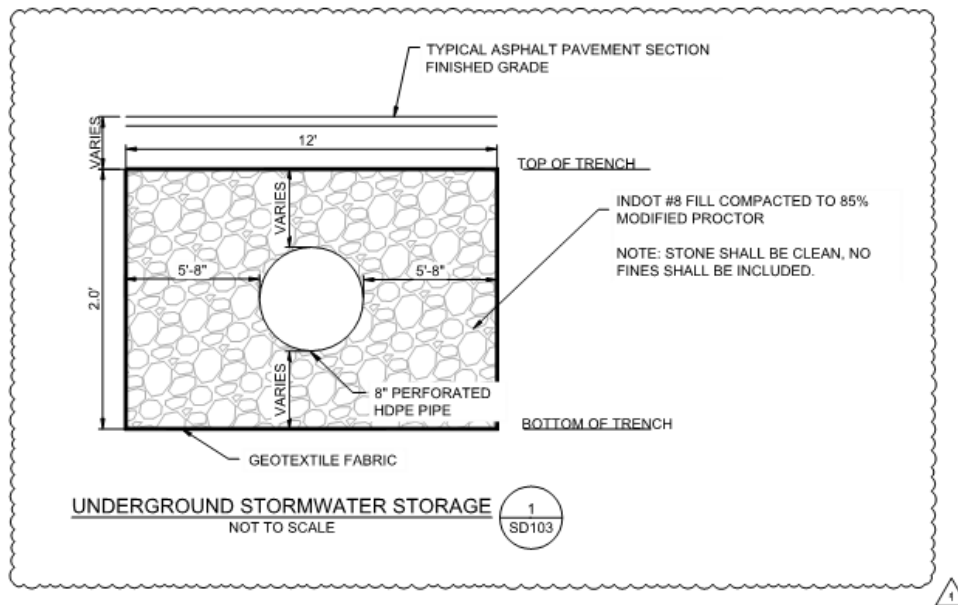 TYPICAL ASPHALT PAVEMENT SECTION
FINISHED GRADE
VARIES
12'
TOP OF TRENCH
INDOT #8 FILL COMPACTED TO 85%
MODIFIED PROCTOR
NOTE: STONE SHALL BE CLEAN, NO
FINES SHALL BE INCLUDED.
VARIES
5'-8"
5'-8"
2.0'
VARIES
8" PERFORATED
HDPE PIPE
BOTTOM OF TRENCH
GEOTEXTILE FABRIC
UNDERGROUND STORMWATER STORAGE
NOT TO SCALE
1
SD103
1